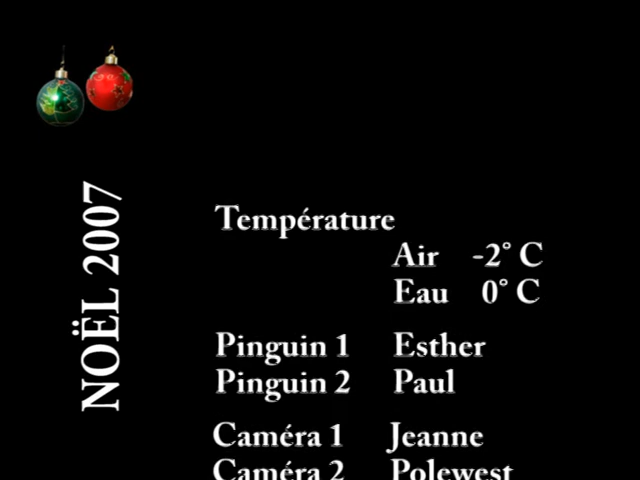 NOËL 2007
Température
Air -2° C
Eau 0° C
Pinguin 1 Esther
Pinguin 2 Paul
Caméra 1 Jeanne
Caméra 2 Polewest